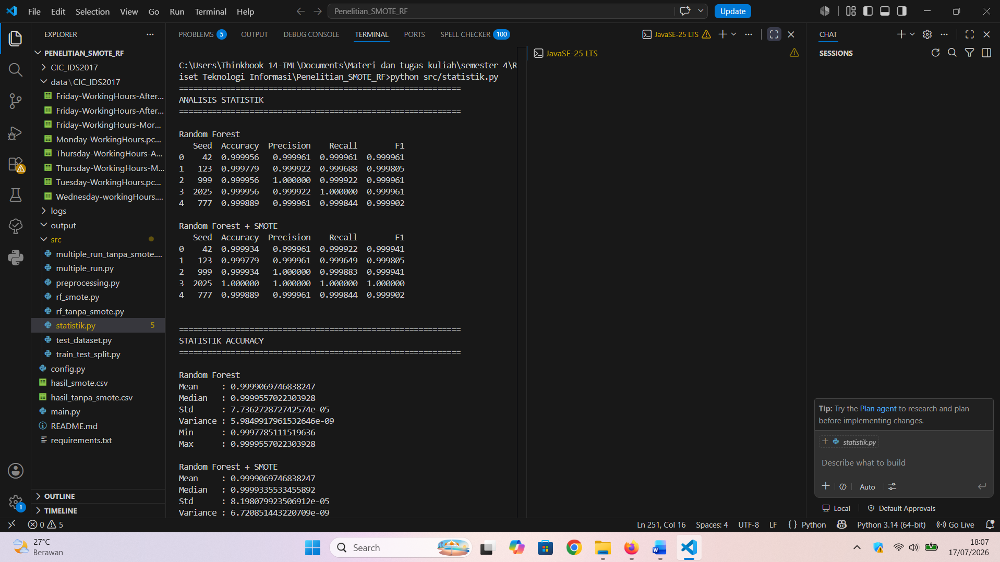 File Edit Selection View Go Run Terminal Help
Penelitian_SMOTE_RF
Update
EXPLORER
PENELITIAN_SMOTE_RF
CIC_IDS2017
data\CIC_IDS2017
Friday-WorkingHours-After...
Friday-WorkingHours-After...
Friday-WorkingHours-Mor...
Monday-WorkingHours.pc...
Thursday-WorkingHours-A...
Thursday-WorkingHours-M...
Tuesday-WorkingHours.pc...
Wednesday-workingHours....
logs
output
src
multiple_run_tanpa_smote....
multiple_run.py
preprocessing.py
rf_smote.py
rf_tanpa_smote.py
statistik.py 5
test_dataset.py
train_test_split.py
config.py
hasil_smote.csv
hasil_tanpa_smote.csv
main.py
README.md
requirements.txt
OUTLINE
TIMELINE
1
PROBLEMS 5 OUTPUT DEBUG CONSOLE TERMINAL PORTS SPELL CHECKER 100
JavaSE-25 LTS
C:\Users\Thinkbook 14-IML\Documents\Materi dan tugas kuliah\semester 4\R
iset Teknologi Informasi\Penelitian_SMOTE_RF>python src/statistik.py
============================================================
ANALISIS STATISTIK
============================================================
Random Forest
Seed Accuracy Precision Recall F1
0 42 0.999956 0.999961 0.999961 0.999961
1 123 0.999779 0.999922 0.999688 0.999805
2 999 0.999956 1.000000 0.999922 0.999961
3 2025 0.999956 0.999922 1.000000 0.999961
4 777 0.999889 0.999961 0.999844 0.999902
Random Forest + SMOTE
Seed Accuracy Precision Recall F1
0 42 0.999934 0.999961 0.999922 0.999941
1 123 0.999779 0.999961 0.999649 0.999805
2 999 0.999934 1.000000 0.999883 0.999941
3 2025 1.000000 1.000000 1.000000 1.000000
4 777 0.999889 0.999961 0.999844 0.999902
============================================================
STATISTIK ACCURACY
============================================================
Random Forest
Mean : 0.9999069746838247
Median : 0.9999557022303928
Std : 7.736272872742574e-05
Variance : 5.9849917961532646e-09
Min : 0.9997785111519636
Max : 0.9999557022303928
Random Forest + SMOTE
Mean : 0.9999069746838247
Median : 0.9999335533455892
Std : 8.198079923506912e-05
Variance : 6.720851443220709e-09
JavaSE-25 LTS
CHAT
SESSIONS
Tip: Try the Plan agent to research and plan
before implementing changes.
statistik.py
Describe what to build
Auto
Local Default Approvals
0 5
Ln 251, Col 16 Spaces: 4 UTF-8 LF { } Python Python 3.14 (64-bit) Go Live
27°C
Berawan
Search
18:07
17/07/2026